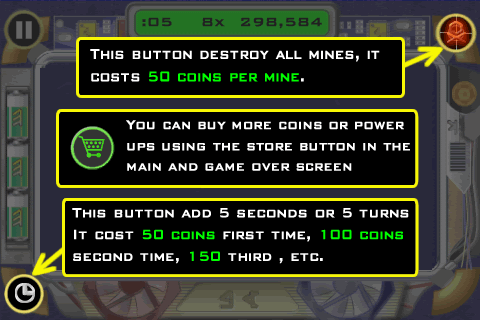 :05 8x 298,584
This button destroy all mines, it
costs 50 coins per mine.
You can buy more coins or power
ups using the store button in the
main and game over screen
This button add 5 seconds or 5 turns
It cost 50 coins first time, 100 coins
second time, 150 third , etc.